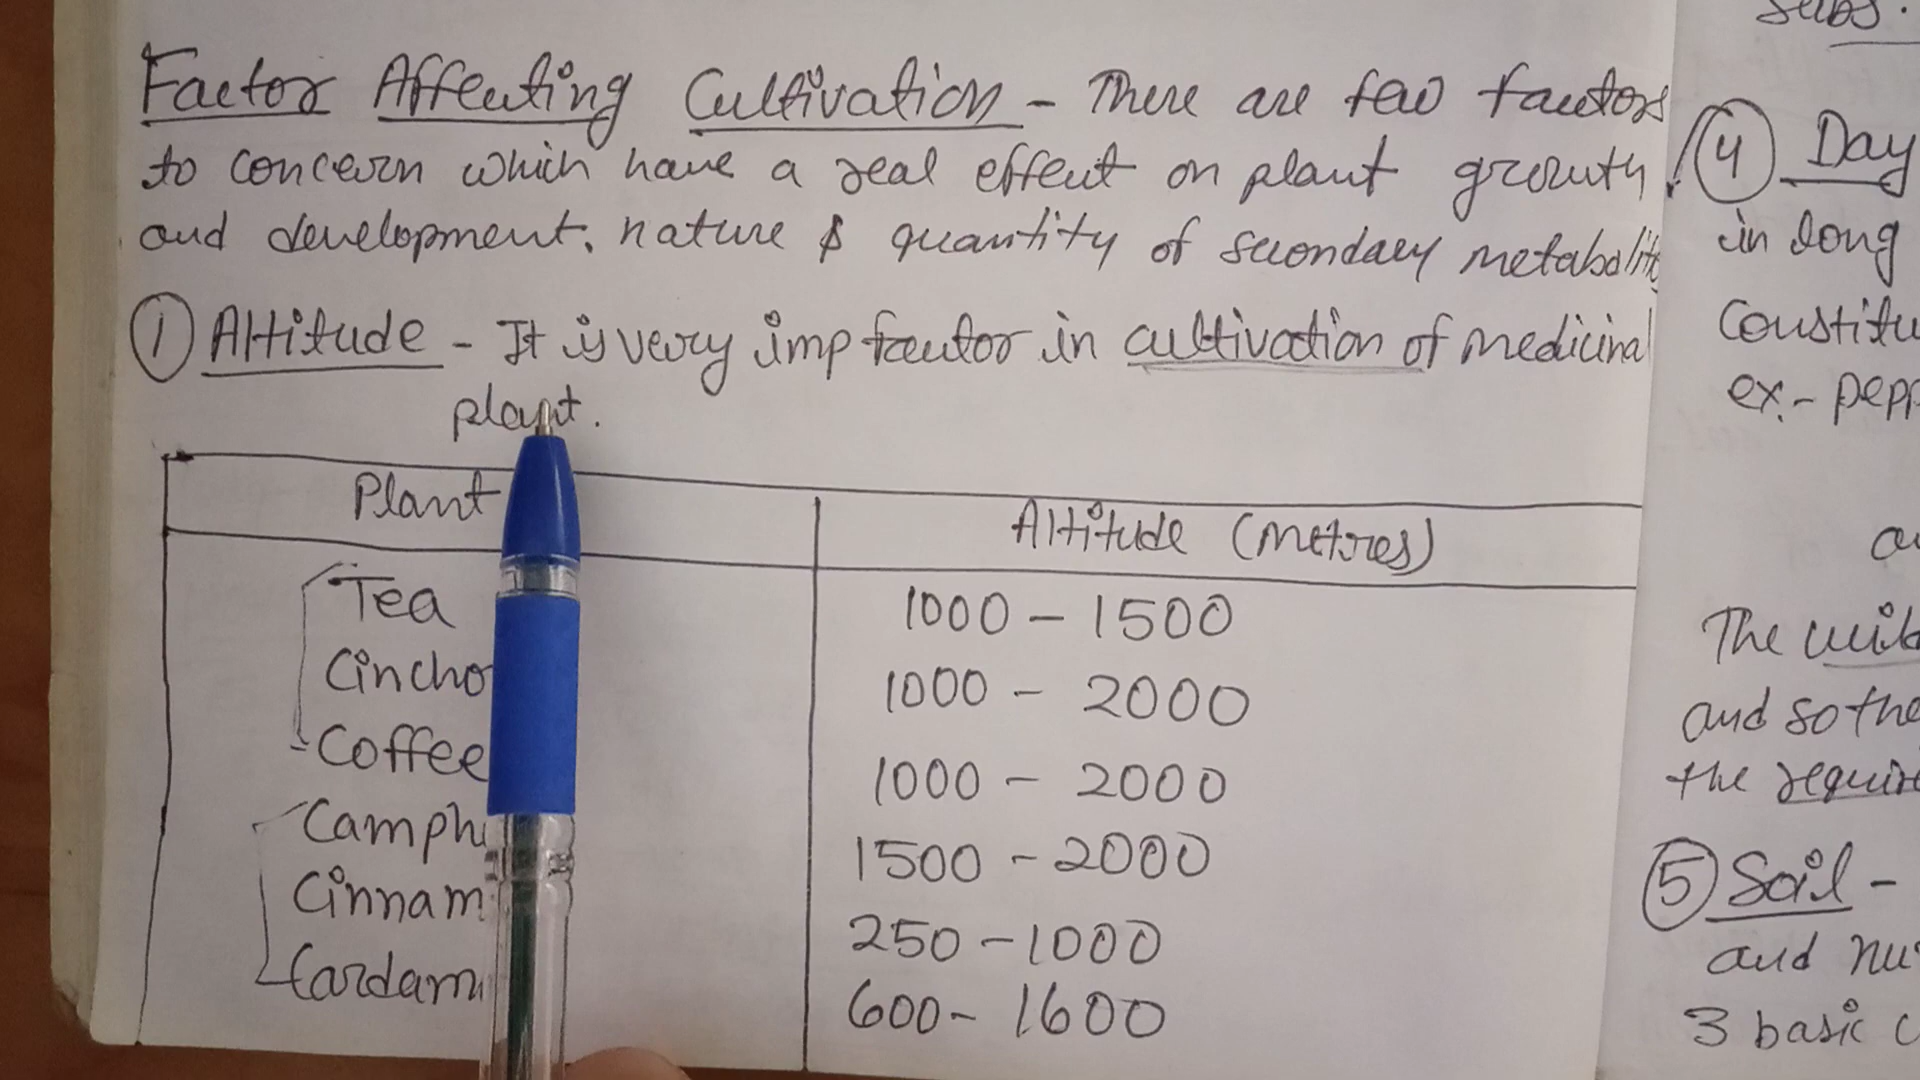 Factor Affecting Cultivation - There are few factors
to concern which have a real effect on plant growth
and development. nature & quantity of secondary metabolite
① Altitude - It is very imp factor in cultivation of medicinal
plant.
Plant
Altitude (metres)
Tea
1000 - 1500
Cincho
1000 - 2000
Coffee
1000 - 2000
Camph
1500 - 2000
Cinnam
250 - 1000
Cardam
600 - 1600
subs.
④ Day
in long
Constitu
ex.- pepp
The
and so the
the require
⑤ Soil -
and nu
3 basic c